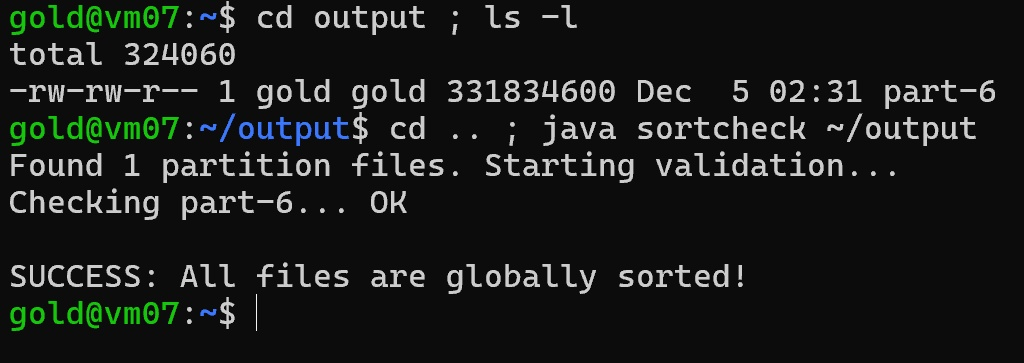 gold@vm07:~$ cd output ; ls -l
total 324060
-rw-rw-r-- 1 gold gold 331834600 Dec  5 02:31 part-6
gold@vm07:~/output$ cd .. ; java sortcheck ~/output
Found 1 partition files. Starting validation...
Checking part-6... OK
SUCCESS: All files are globally sorted!
gold@vm07:~$